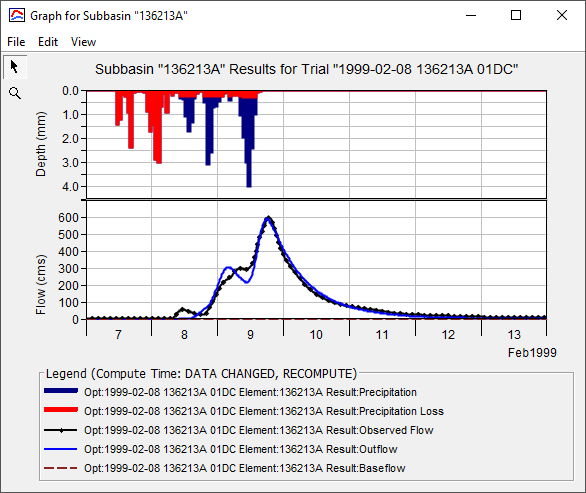 Graph for Subbasin "136213A"
File Edit View
Subbasin "136213A" Results for Trial "1999-02-08 136213A 01DC"
Depth (mm)
0.0
1.0
2.0
3.0
4.0
Flow (cms)
600
500
400
300
200
100
0
7 8 9 10 11 12 13
Feb1999
Legend (Compute Time: DATA CHANGED, RECOMPUTE)
Opt:1999-02-08 136213A 01DC Element:136213A Result:Precipitation
Opt:1999-02-08 136213A 01DC Element:136213A Result:Precipitation Loss
Opt:1999-02-08 136213A 01DC Element:136213A Result:Observed Flow
Opt:1999-02-08 136213A 01DC Element:136213A Result:Outflow
Opt:1999-02-08 136213A 01DC Element:136213A Result:Baseflow